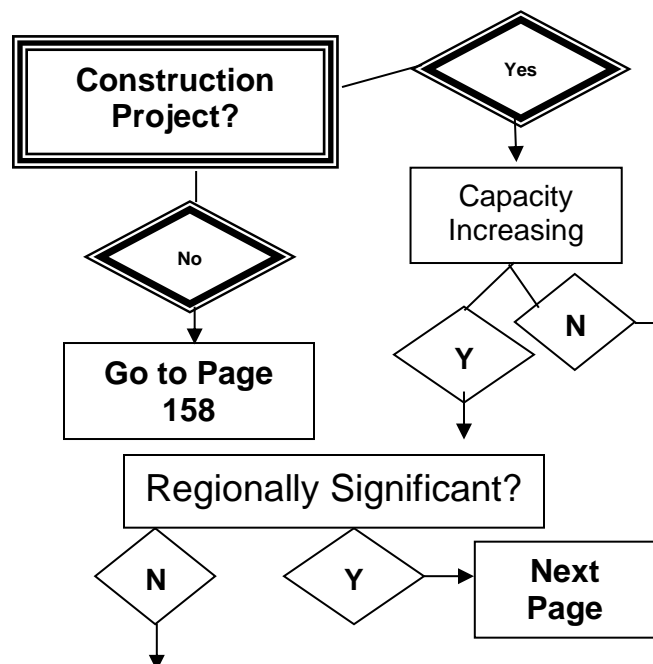 Construction
Project?
Yes
Capacity
Increasing
No
N
Y
Go to Page
158
Regionally Significant?
N
Y
Next
Page